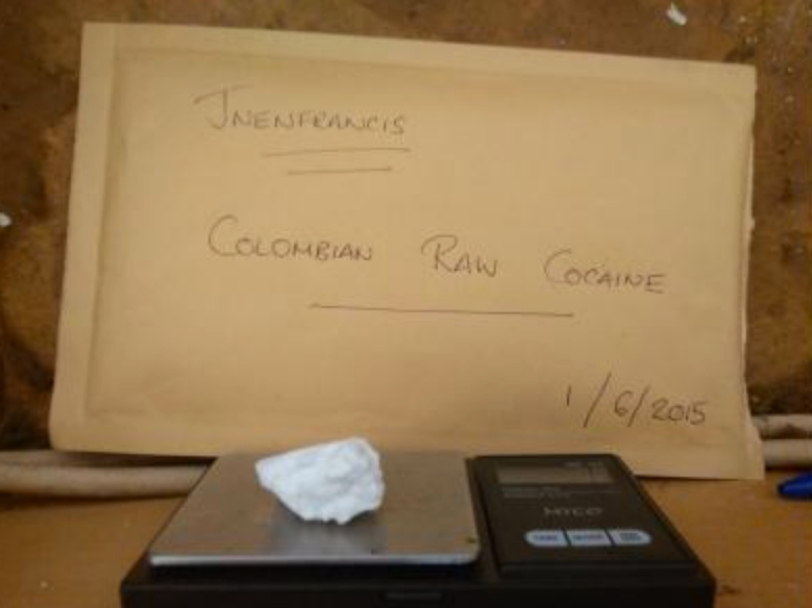 JNENFRANCIS
COLOMBIAN RAW COCAINE
1/6/2015